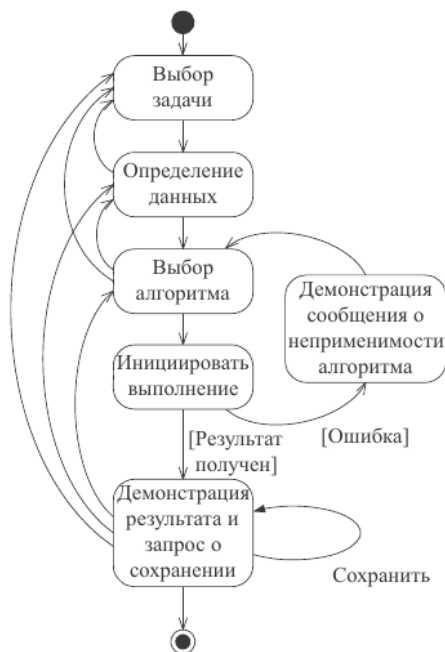 Выбор
задачи
Определение
данных
Выбор
алгоритма
Демонстрация
сообщения о
неприменимости
алгоритма
Инициировать
выполнение
[Результат
получен]
[Ошибка]
Демонстрация
результата и
запрос о
сохранении
Сохранить